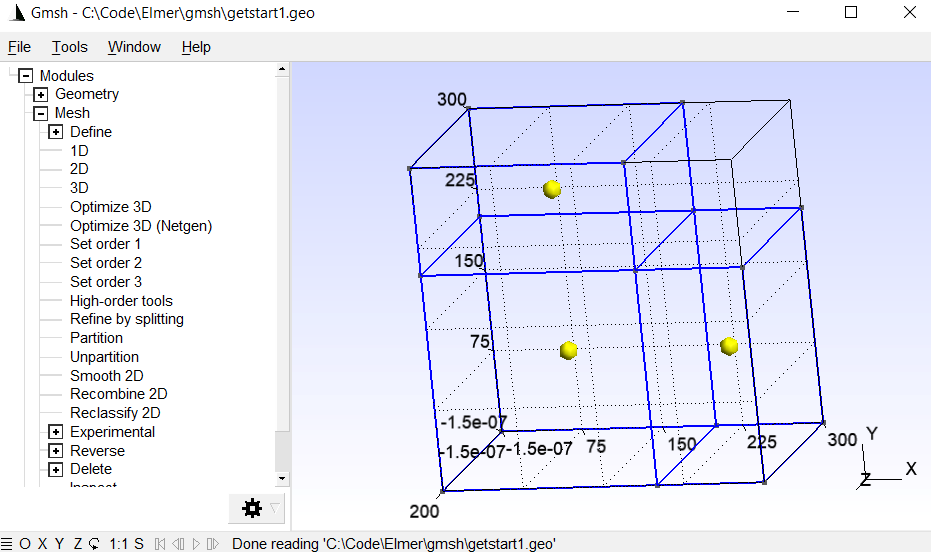 Gmsh - C:\Code\Elmer\gmsh\getstart1.geo
File Tools Window Help
Modules
Geometry
Mesh
Define
1D
2D
3D
Optimize 3D
Optimize 3D (Netgen)
Set order 1
Set order 2
Set order 3
High-order tools
Refine by splitting
Partition
Unpartition
Smooth 2D
Recombine 2D
Reclassify 2D
Experimental
Reverse
Delete
Inspect
300
225
150
75
-1.5e-07
-1.5e-07 -1.5e-07 75 150 225 300
200
Y
X
Z
O X Y Z 1:1 S Done reading 'C:\Code\Elmer\gmsh\getstart1.geo'